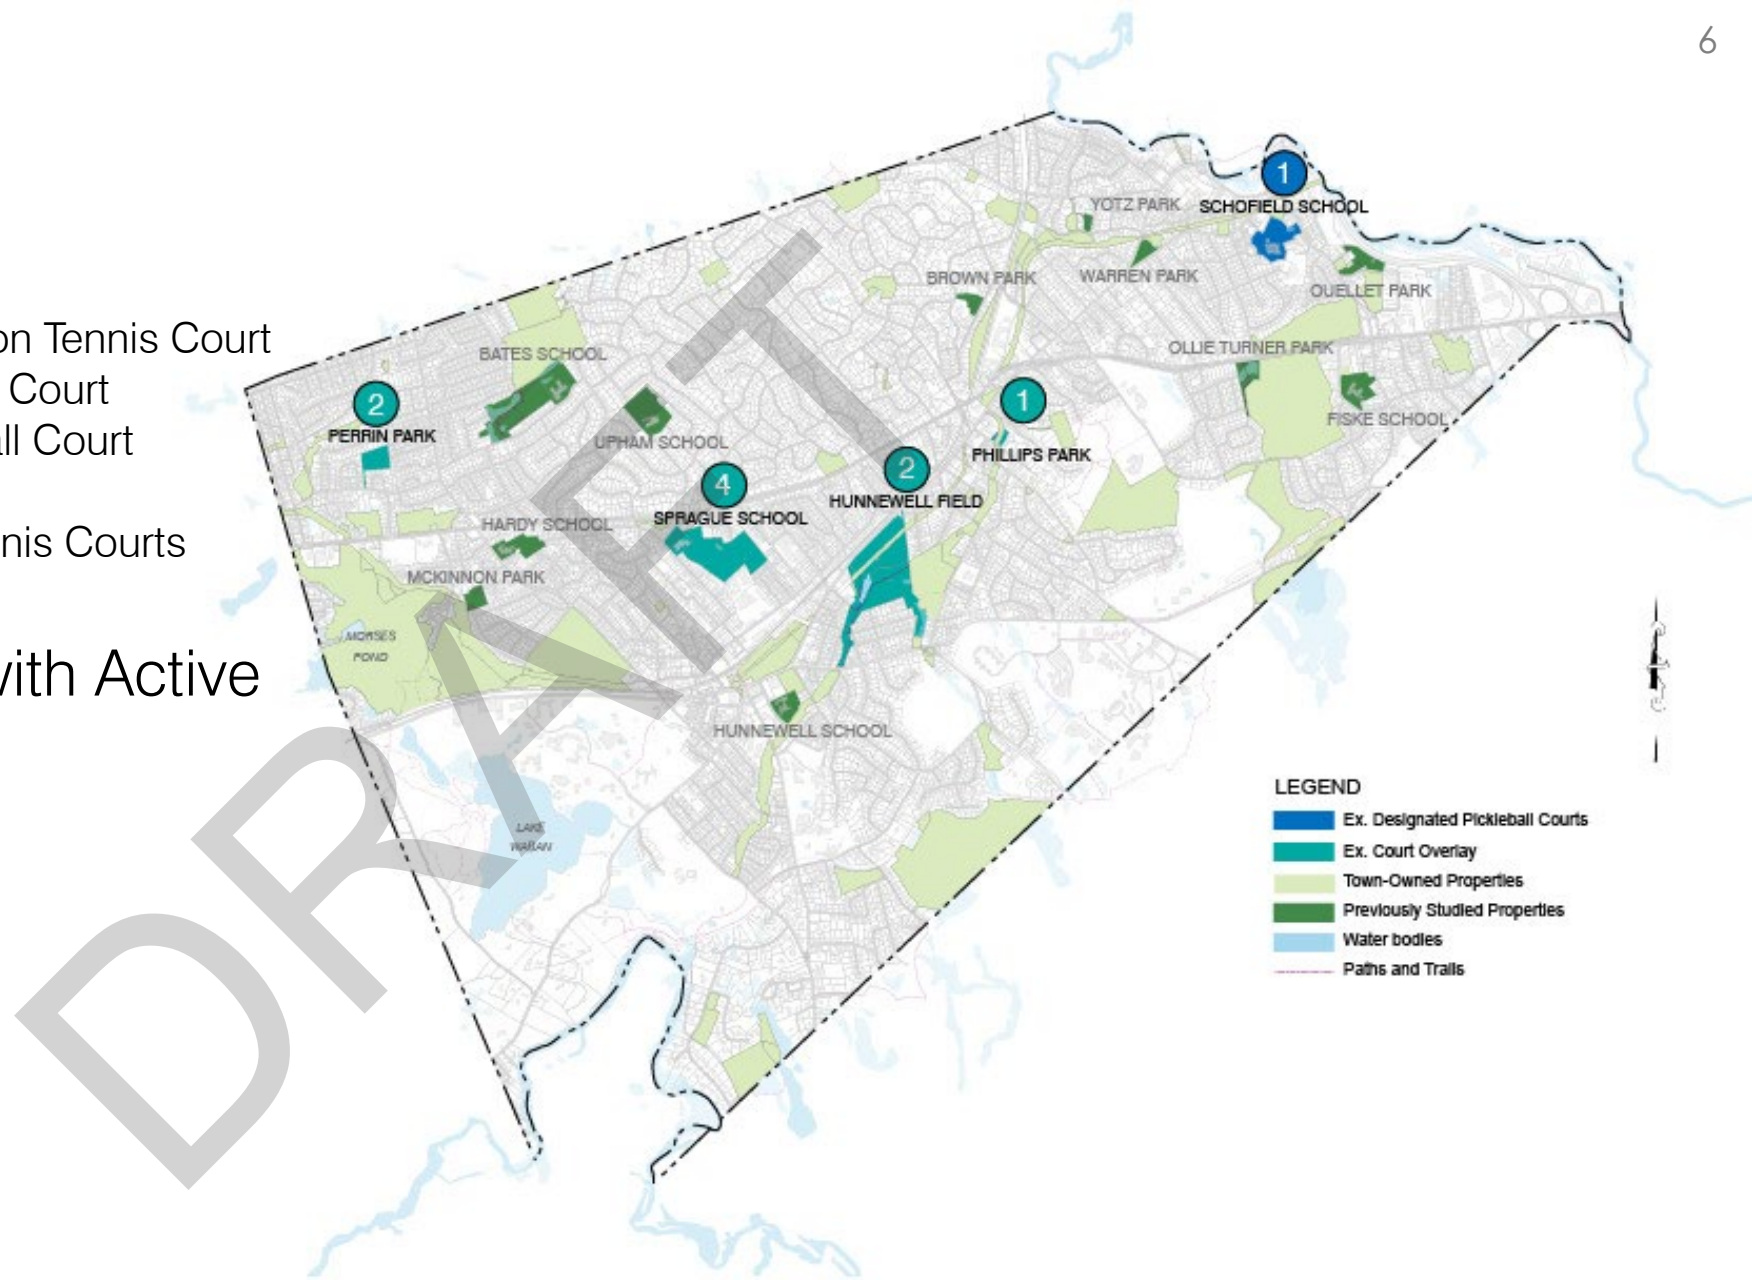 6
on Tennis Court
Court
all Court
nnis Courts
with Active
1
SCHOFIELD SCHOOL
YOTZ PARK
WARREN PARK
BROWN PARK
OUELLET PARK
OLLIE TURNER PARK
FISKE SCHOOL
BATES SCHOOL
2
PERRIN PARK
UPHAM SCHOOL
1
PHILLIPS PARK
2
HUNNEWELL FIELD
4
SPRAGUE SCHOOL
HARDY SCHOOL
MCKINNON PARK
MORSES
POND
HUNNEWELL SCHOOL
LAKE
WABAN
DRAFT
LEGEND
Ex. Designated Pickleball Courts
Ex. Court Overlay
Town-Owned Properties
Previously Studied Properties
Water bodies
Paths and Trails